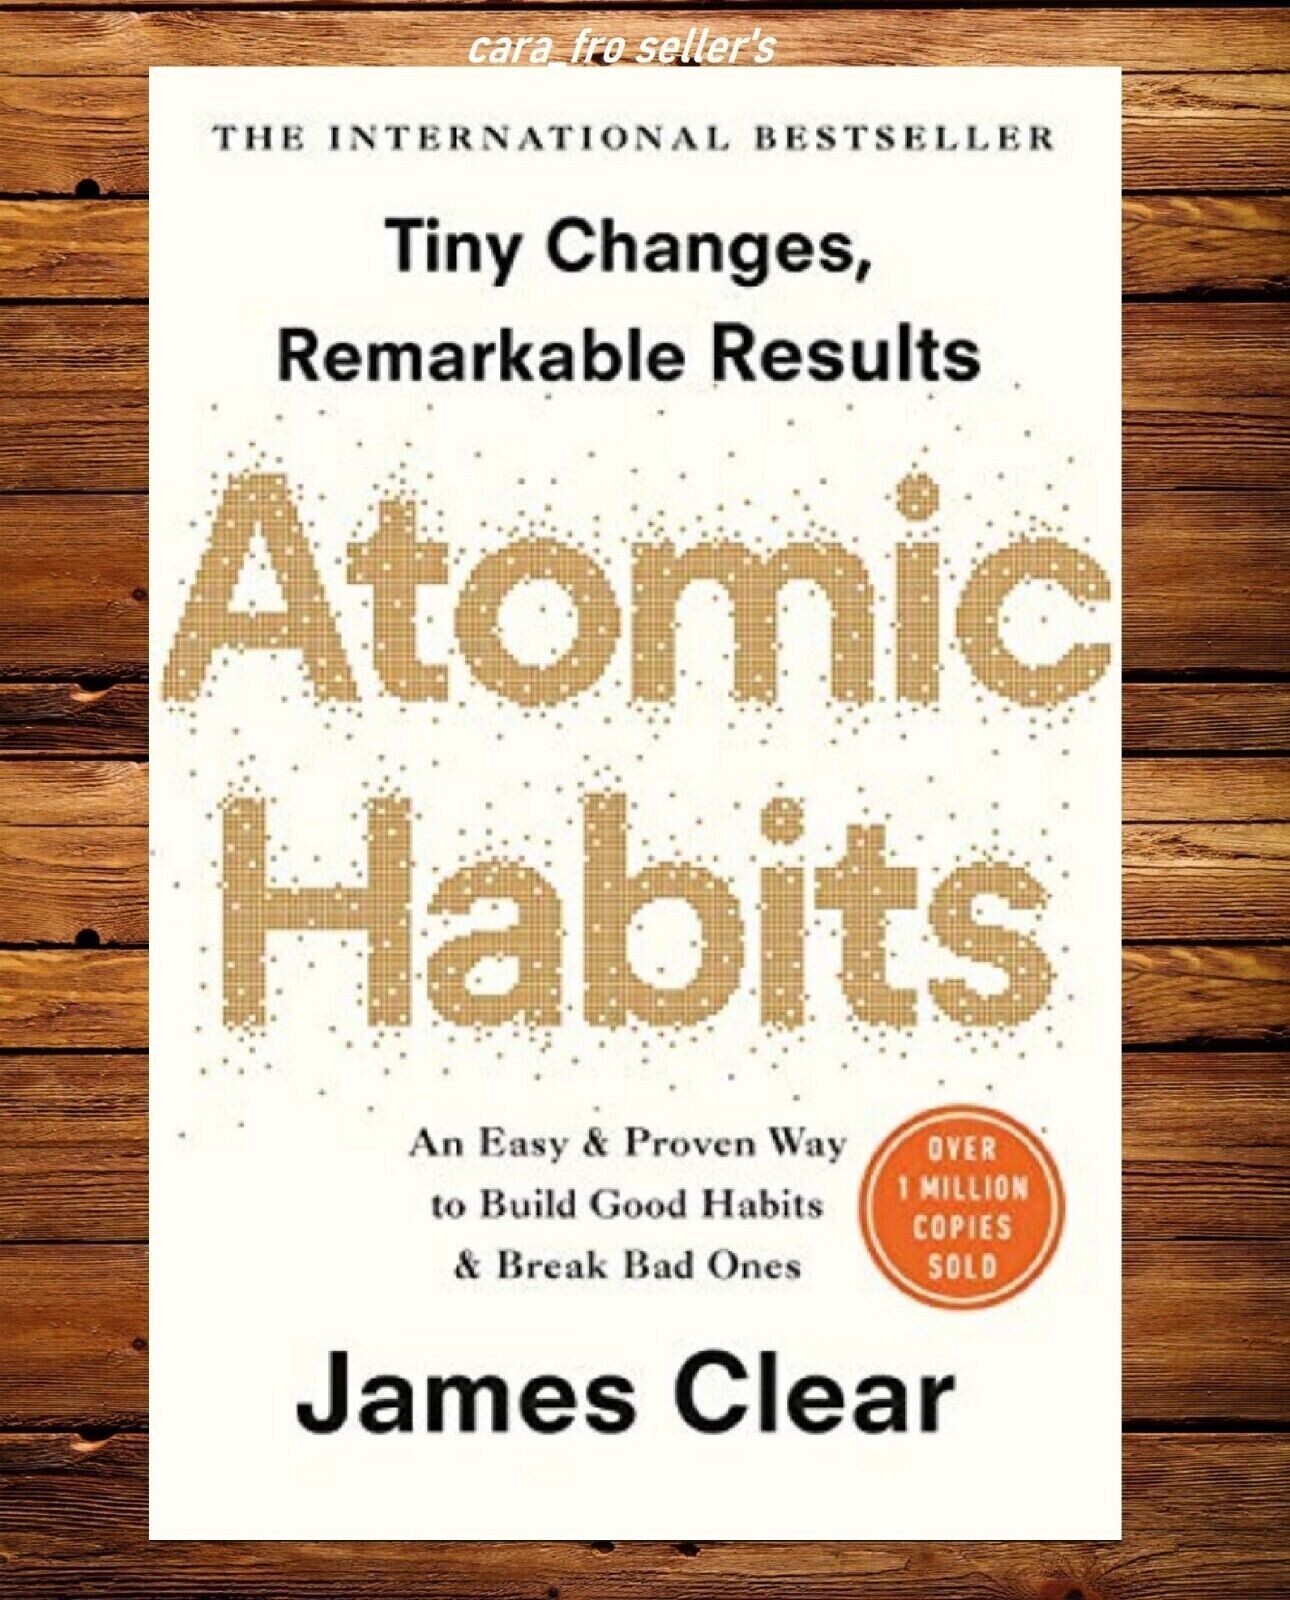 cara_fro seller's
THE INTERNATIONAL BESTSELLER
Tiny Changes,
Remarkable Results
Atomic
Habits
An Easy & Proven Way
to Build Good Habits
& Break Bad Ones
OVER
1 MILLION
COPIES
SOLD
James Clear